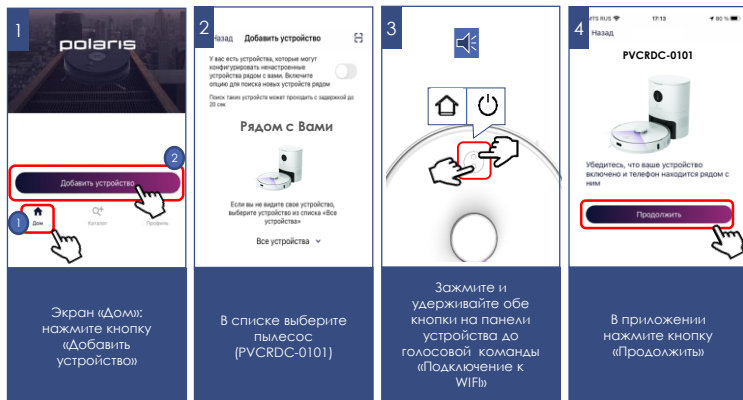 1
polaris
2
Добавить устройство
1
Дом
Каталог
Профиль
Экран «Дом»:
нажмите кнопку
«Добавить
устройство»
2
Назад
Добавить устройство
У вас есть устройства, которые могут
конфигурировать ненастроенные
устройства рядом с вами. Включите
опцию для поиска новых устройств рядом
Поиск таких устройств может проходить с задержкой до
20 сек
Рядом с Вами
Если вы не видите свое устройство,
выберите устройство из списка «Все
устройства»
Все устройства
В списке выберите
пылесос
(PVCRDC-0101)
3
Зажмите и
удерживайте обе
кнопки на панели
устройства до
голосовой команды
«Подключение к
WIFI»
4
MTS RUS
17:13
80 %
Назад
PVCRDC-0101
Убедитесь, что ваше устройство
включено и телефон находится рядом с
ним
Продолжить
В приложении
нажмите кнопку
«Продолжить»